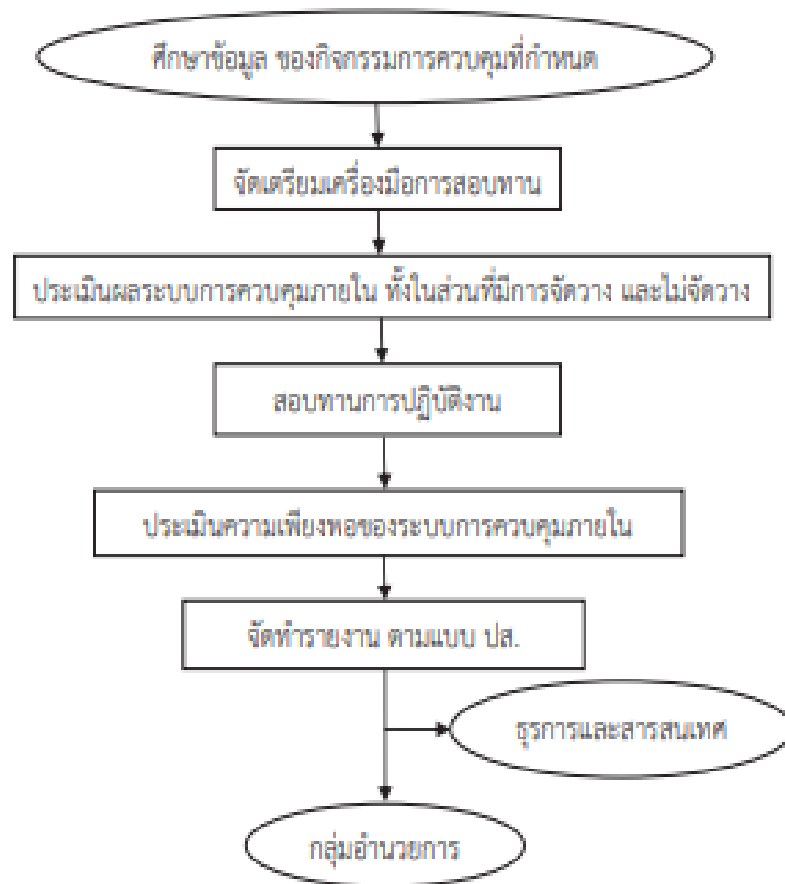 ศึกษาข้อมูล ของกิจกรรมการควบคุมที่กำหนด
จัดเตรียมเครื่องมือการสอบทาน
ประเมินผลระบบการควบคุมภายใน ทั้งในส่วนที่มีการจัดวาง และไม่จัดวาง
สอบทานการปฏิบัติงาน
ประเมินความเพียงพอของระบบการควบคุมภายใน
จัดทำรายงาน ตามแบบ ปส.
ธุรการและสารสนเทศ
กลุ่มอำนวยการ